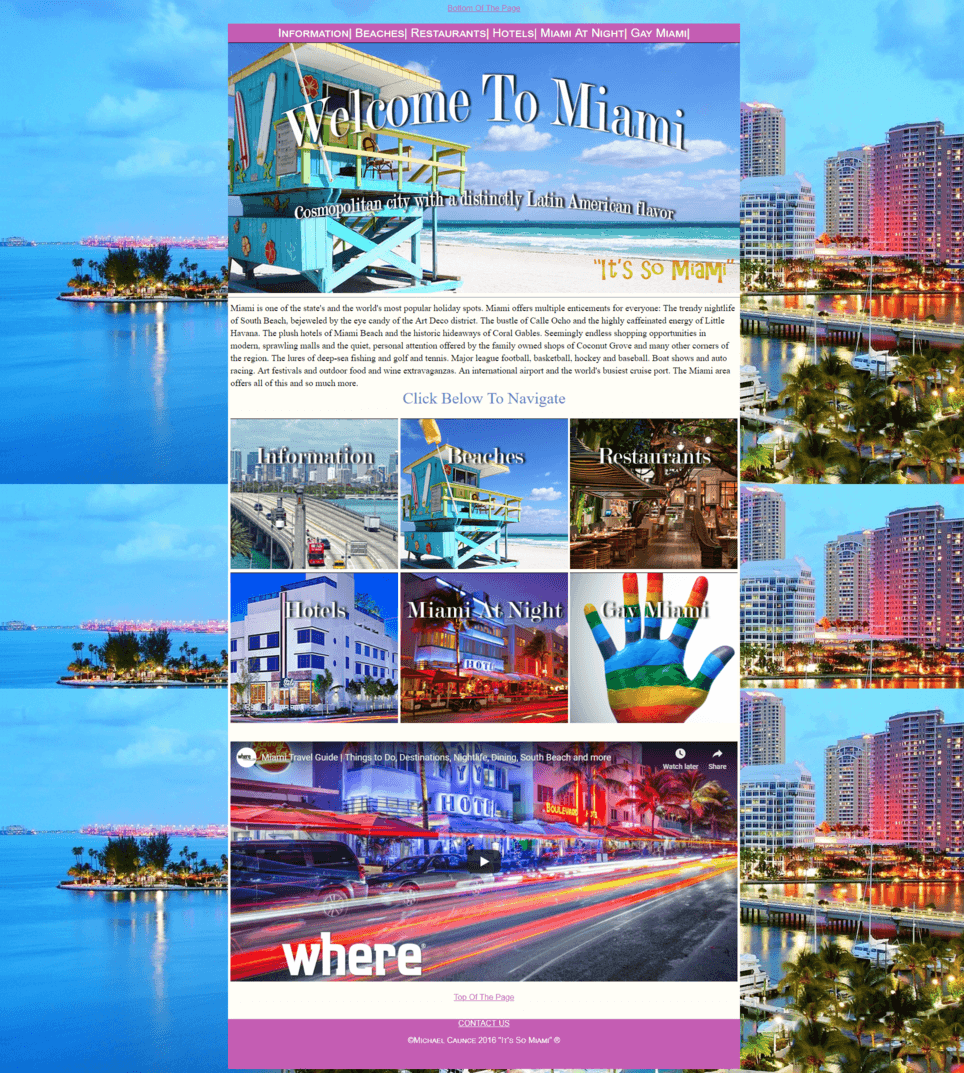 Bottom Of The Page
Information| Beaches| Restaurants| Hotels| Miami At Night| Gay Miami|
Welcome To Miami
Cosmopolitan city with a distinctly Latin American flavor
"It's So Miami"
Miami is one of the state's and the world's most popular holiday spots. Miami offers multiple enticements for everyone: The trendy nightlife
of South Beach, bejeweled by the eye candy of the Art Deco district. The bustle of Calle Ocho and the highly caffeinated energy of Little
Havana. The plush hotels of Miami Beach and the historic hideaways of Coral Gables. Seemingly endless shopping opportunities in
modern, sprawling malls and the quiet, personal attention offered by the family owned shops of Coconut Grove and many other corners of
the region. The lures of deep-sea fishing and golf and tennis. Major league football, basketball, hockey and baseball. Boat shows and auto
racing. Art festivals and outdoor food and wine extravaganzas. An international airport and the world's busiest cruise port. The Miami area
offers all of this and so much more.
Click Below To Navigate
Information
Beaches
Restaurants
Hotels
Miami At Night
HOTEL
Gay Miami
where
Miami Travel Guide | Things to Do, Destinations, Nightlife, Dining, South Beach and more
Watch later
Share
HOTEL
BOULEVARD
where®
Top Of The Page
CONTACT US
©Michael Caunce 2016 "It's So Miami" ®